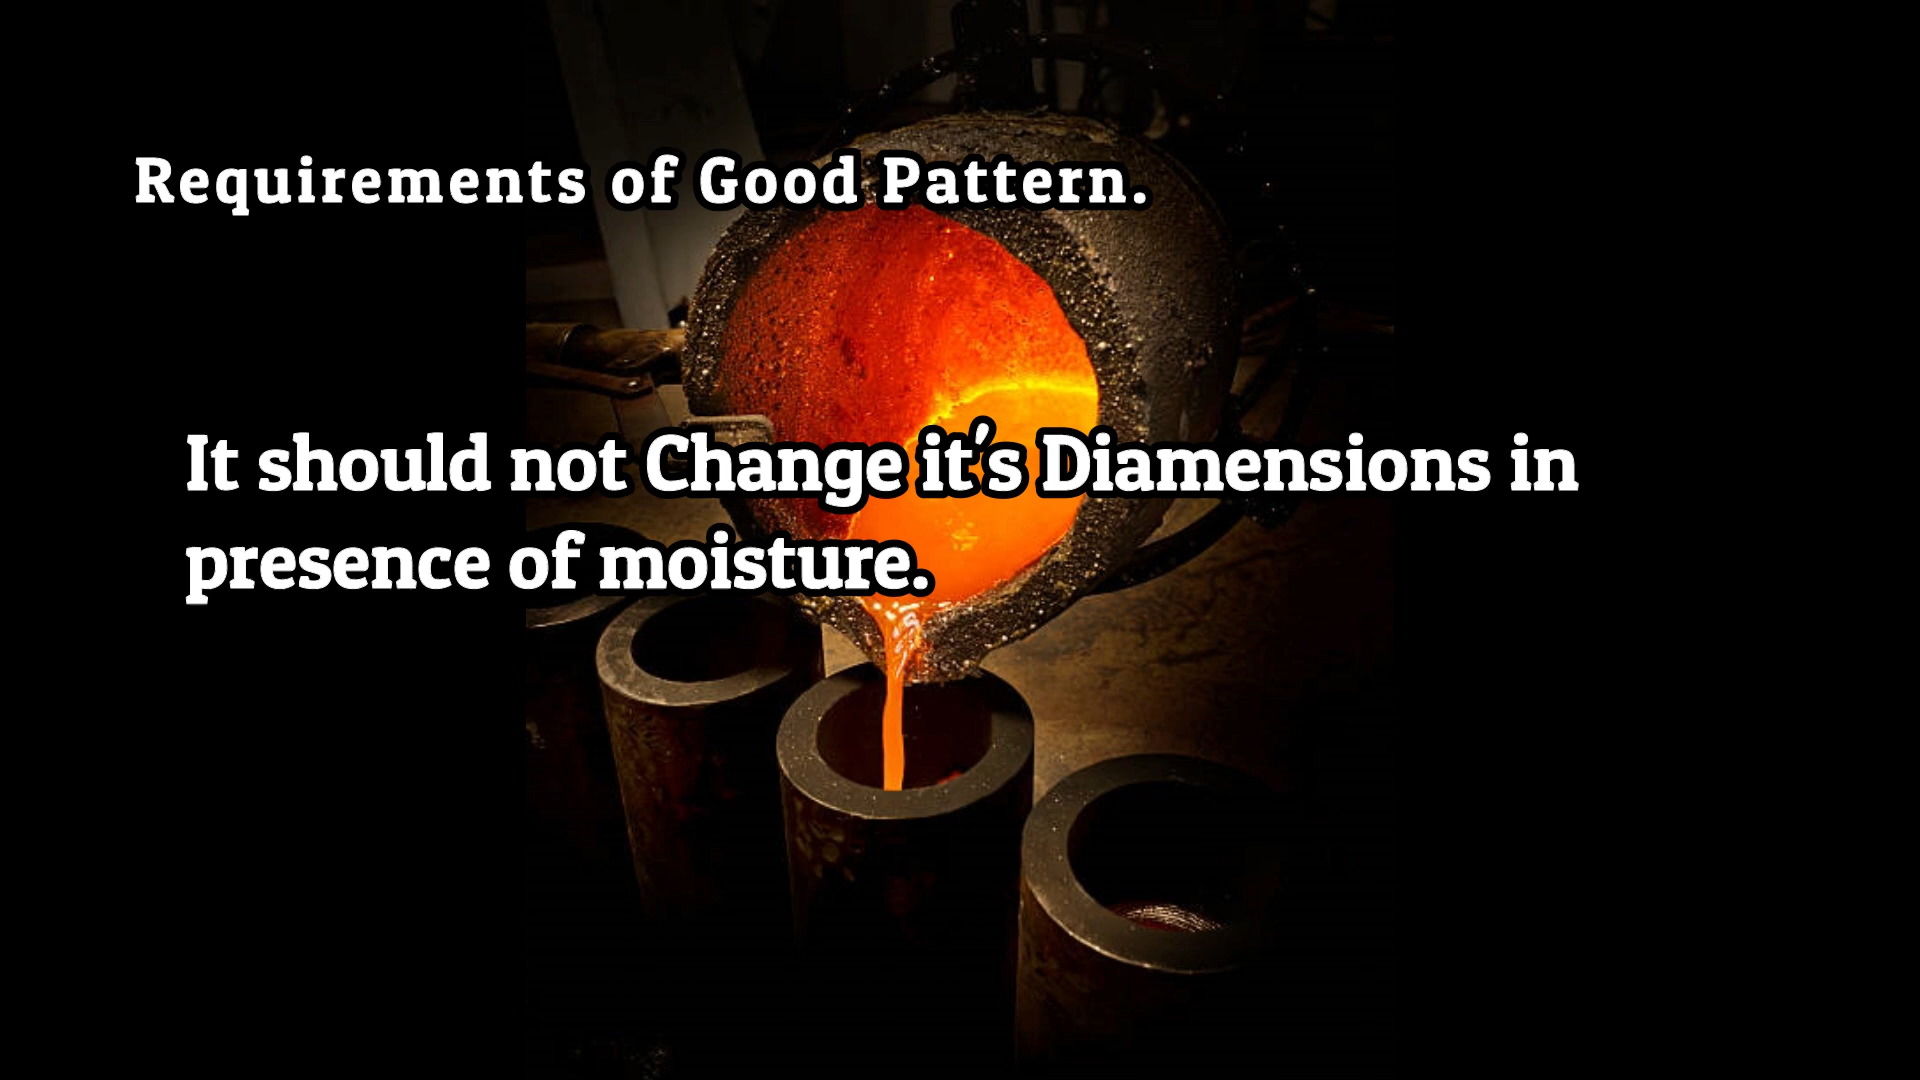 Requirements of Good Pattern.
It should not Change it's Diamensions in
presence of moisture.